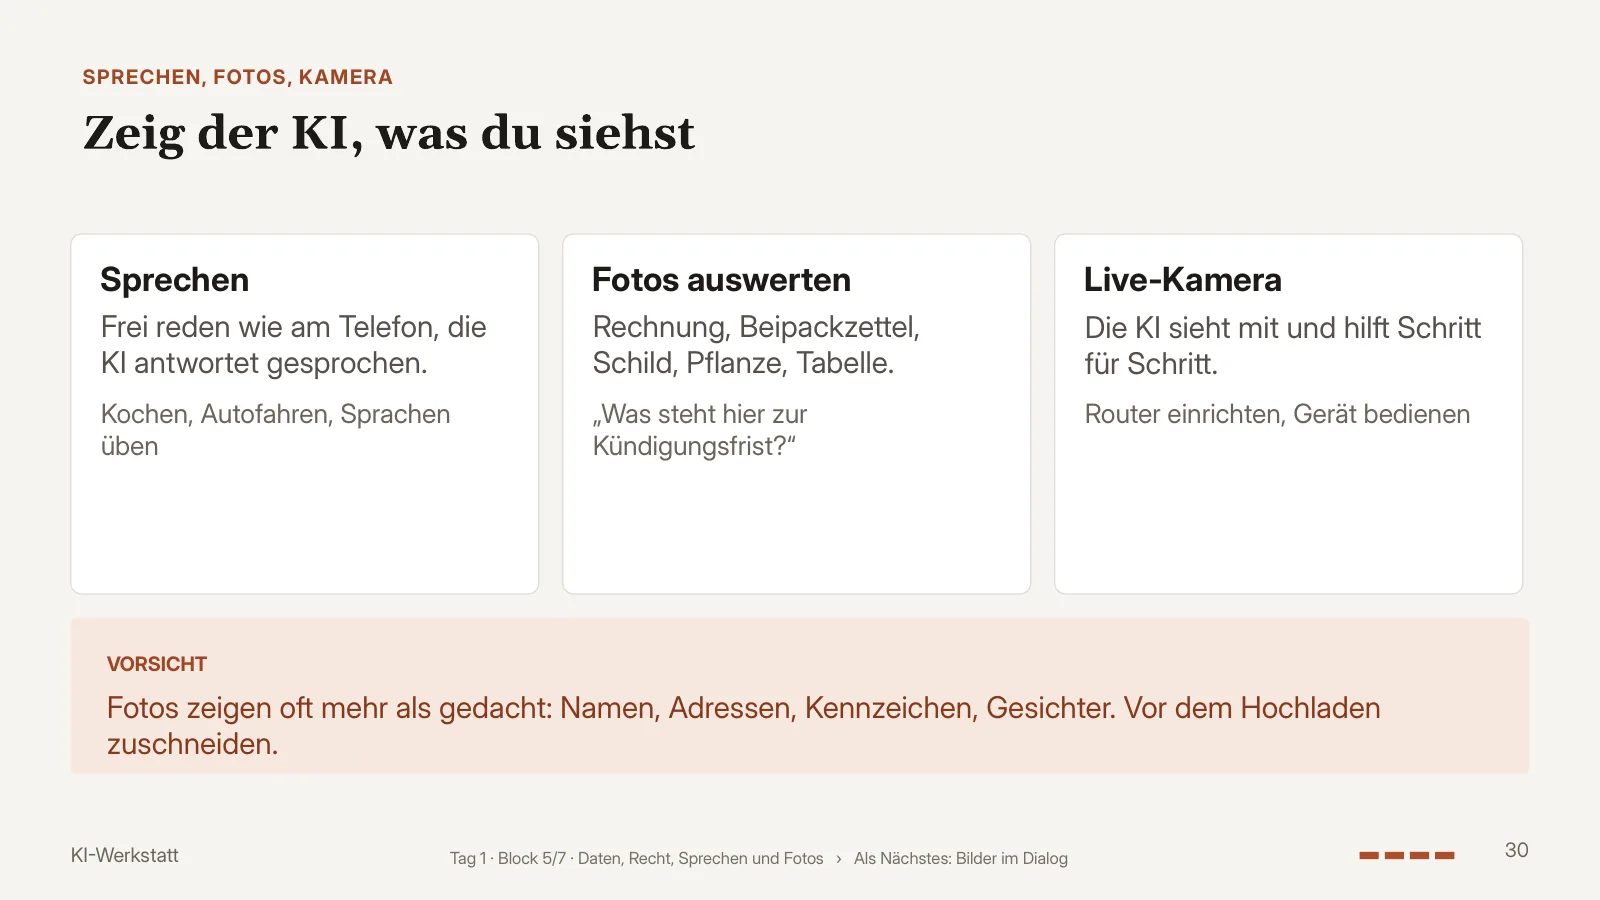 SPRECHEN, FOTOS, KAMERA
Zeig der KI, was du siehst
Sprechen
Frei reden wie am Telefon, die
KI antwortet gesprochen.
Kochen, Autofahren, Sprachen
üben
Fotos auswerten
Rechnung, Beipackzettel,
Schild, Pflanze, Tabelle.
„Was steht hier zur
Kündigungsfrist?“
Live-Kamera
Die KI sieht mit und hilft Schritt
für Schritt.
Router einrichten, Gerät bedienen
VORSICHT
Fotos zeigen oft mehr als gedacht: Namen, Adressen, Kennzeichen, Gesichter. Vor dem Hochladen
zuschneiden.
KI-Werkstatt
Tag 1 · Block 5/7 · Daten, Recht, Sprechen und Fotos › Als Nächstes: Bilder im Dialog
30